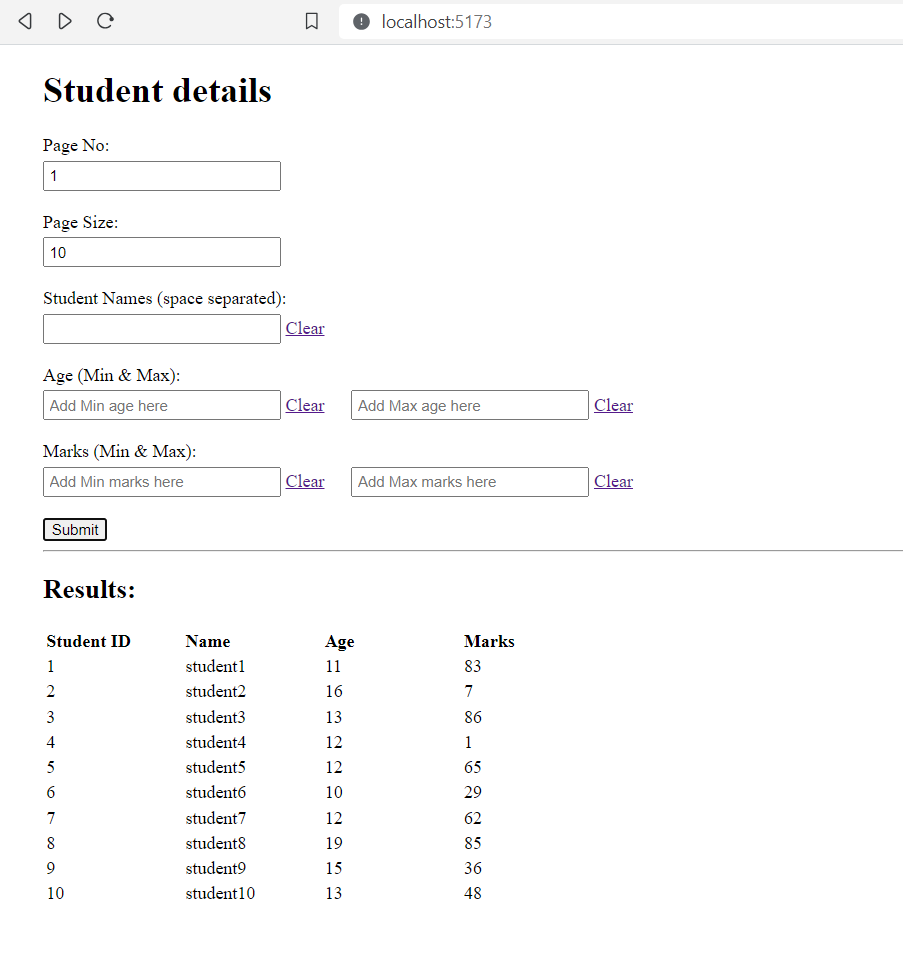 localhost:5173
Student details
Page No:
1
Page Size:
10
Student Names (space separated):
Clear
Age (Min & Max):
Add Min age here Clear Add Max age here Clear
Marks (Min & Max):
Add Min marks here Clear Add Max marks here Clear
Submit
Results:
Student ID Name Age Marks
1 student1 11 83
2 student2 16 7
3 student3 13 86
4 student4 12 1
5 student5 12 65
6 student6 10 29
7 student7 12 62
8 student8 19 85
9 student9 15 36
10 student10 13 48